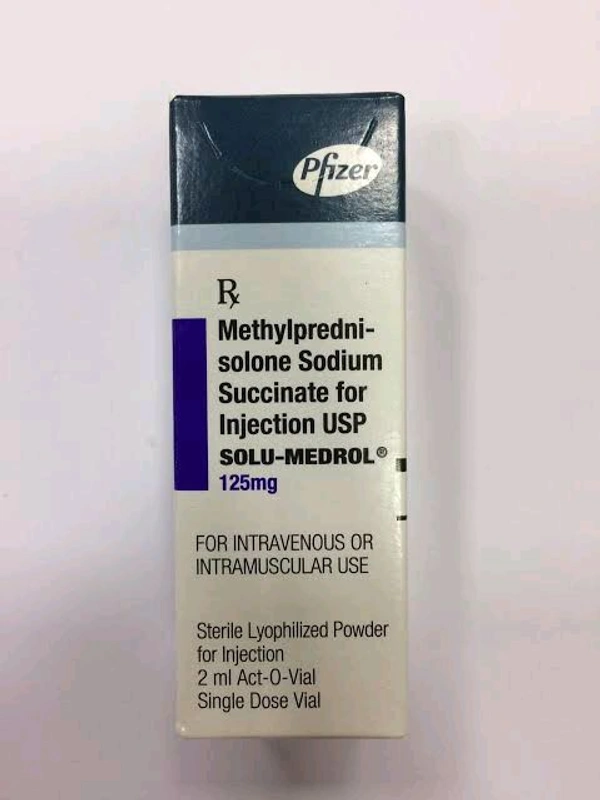 Pfizer
Rx
Methylpredni-
solone Sodium
Succinate for
Injection USP
SOLU-MEDROL®
125mg
FOR INTRAVENOUS OR
INTRAMUSCULAR USE
Sterile Lyophilized Powder
for Injection
2 ml Act-O-Vial
Single Dose Vial